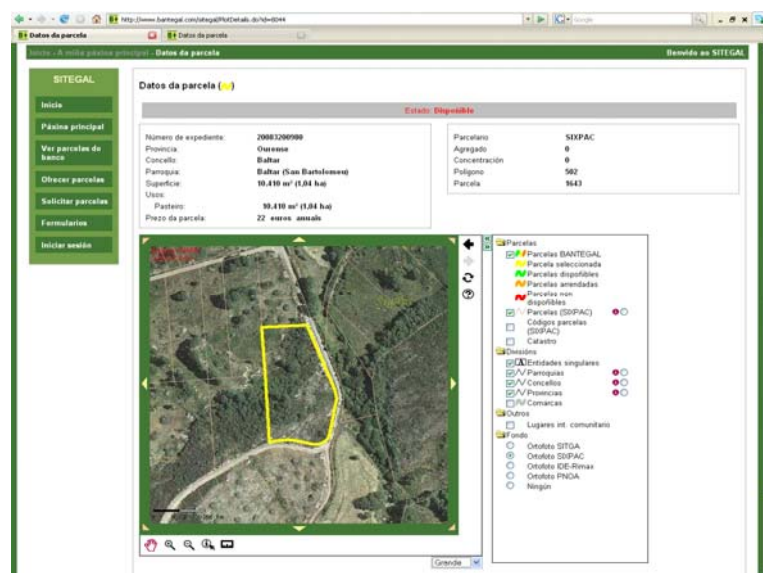 http://www.bantegal.com/sitegal/PlotDetails.do?id=8044
Google
Datos da parcela
Datos da parcela
Inicio - A miña páxina principal - Datos da parcela
Benvido ao SITEGAL
SITEGAL
Inicio
Páxina principal
Ver parcelas do banco
Ofrecer parcelas
Solicitar parcelas
Formularios
Iniciar sesión
Datos da parcela ( )
Estado: Dispoñible
Número de expediente: 20083200900
Provincia: Ourense
Concello: Baltar
Parroquia: Baltar (San Bartolomeu)
Superficie: 10.410 m² (1,04 ha)
Usos:
Pasteiro: 10.410 m² (1,04 ha)
Prezo da parcela: 22 euros anuais
Parcelario SIXPAC
Agregado 0
Concentración 0
Polígono 502
Parcela 1643
Parcelas
Parcelas BANTEGAL
Parcela seleccionada
Parcelas dispoñibles
Parcelas arrendadas
Parcelas non
dispoñibles
Parcelas (SIXPAC)
Códigos parcelas
(SIXPAC)
Catastro
Divisións
Entidades singulares
Parroquias
Concellos
Provincias
Comarcas
Outros
Lugares int. comunitario
Fondo
Ortofoto SITGA
Ortofoto SIXPAC
Ortofoto IDE-Rimax
Ortofoto PNOA
Ningún
Grande